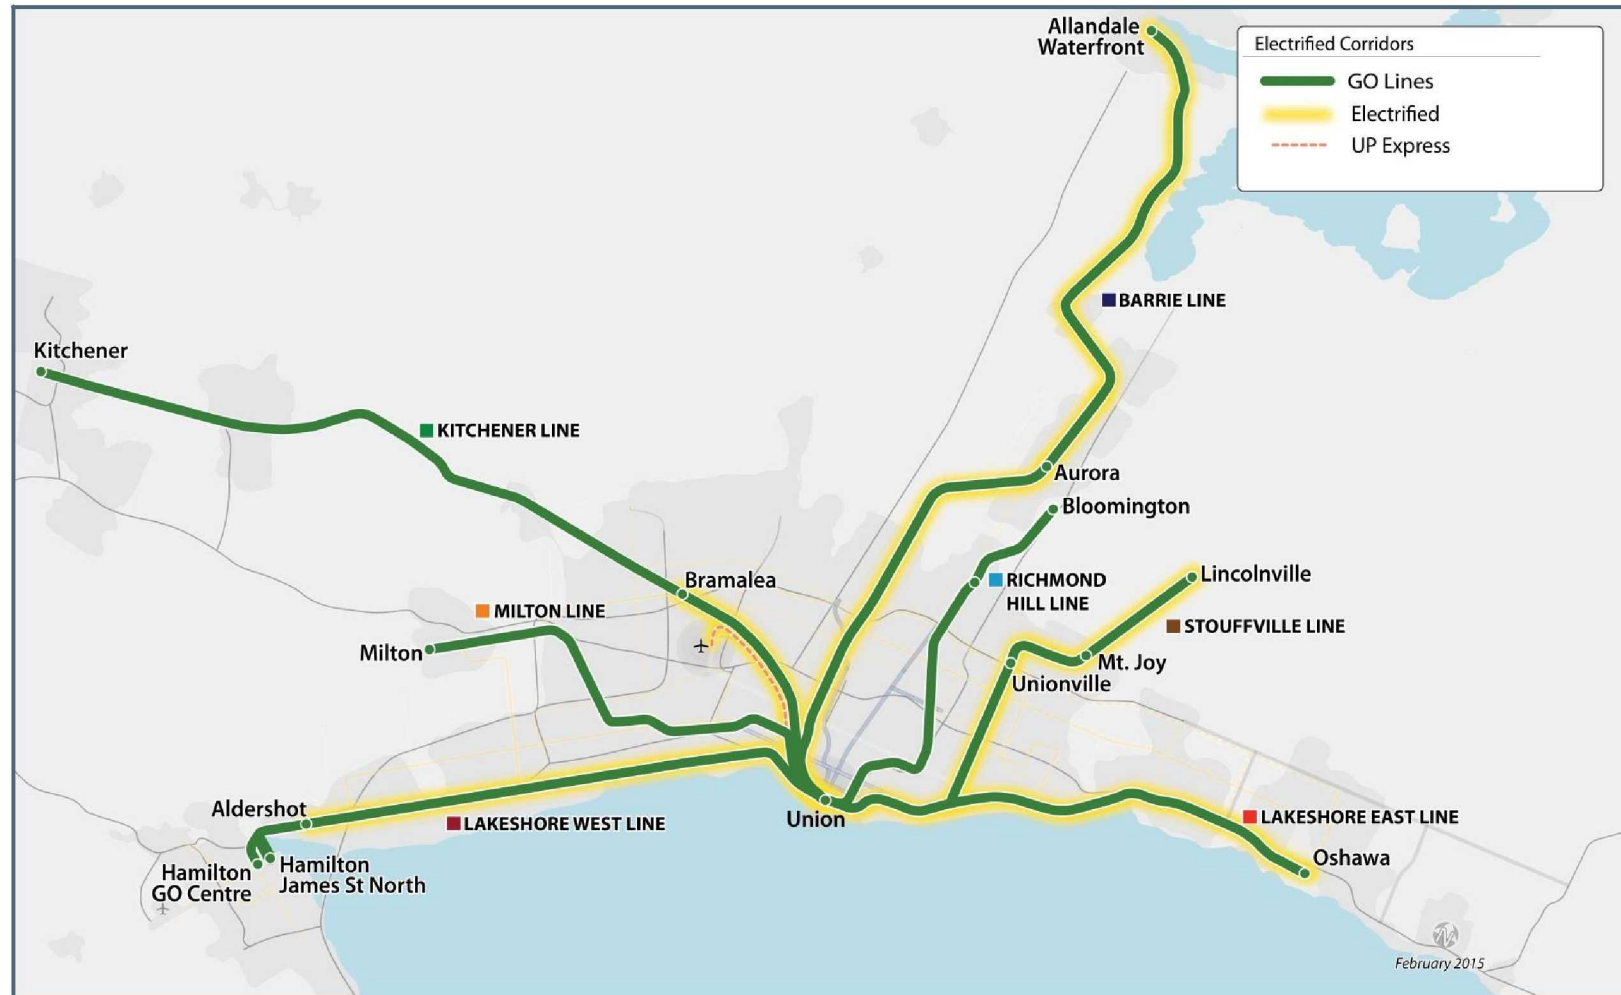 Allandale
Waterfront
Electrified Corridors
GO Lines
Electrified
UP Express
BARRIE LINE
Kitchener
KITCHENER LINE
Aurora
Bloomington
Bramalea
Lincolnville
RICHMOND
HILL LINE
MILTON LINE
STOUFFVILLE LINE
Milton
Mt. Joy
Unionville
Aldershot
Union
LAKESHORE WEST LINE
LAKESHORE EAST LINE
Oshawa
Hamilton
GO Centre
Hamilton
James St North
N
February 2015